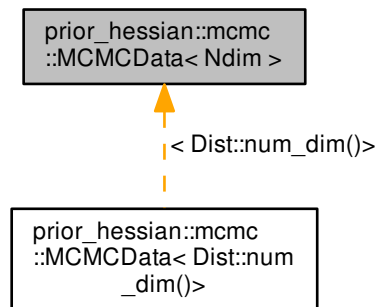 prior_hessian::mcmc
::MCMCData< Ndim >
< Dist::num_dim()>
prior_hessian::mcmc
::MCMCData< Dist::num
_dim()>